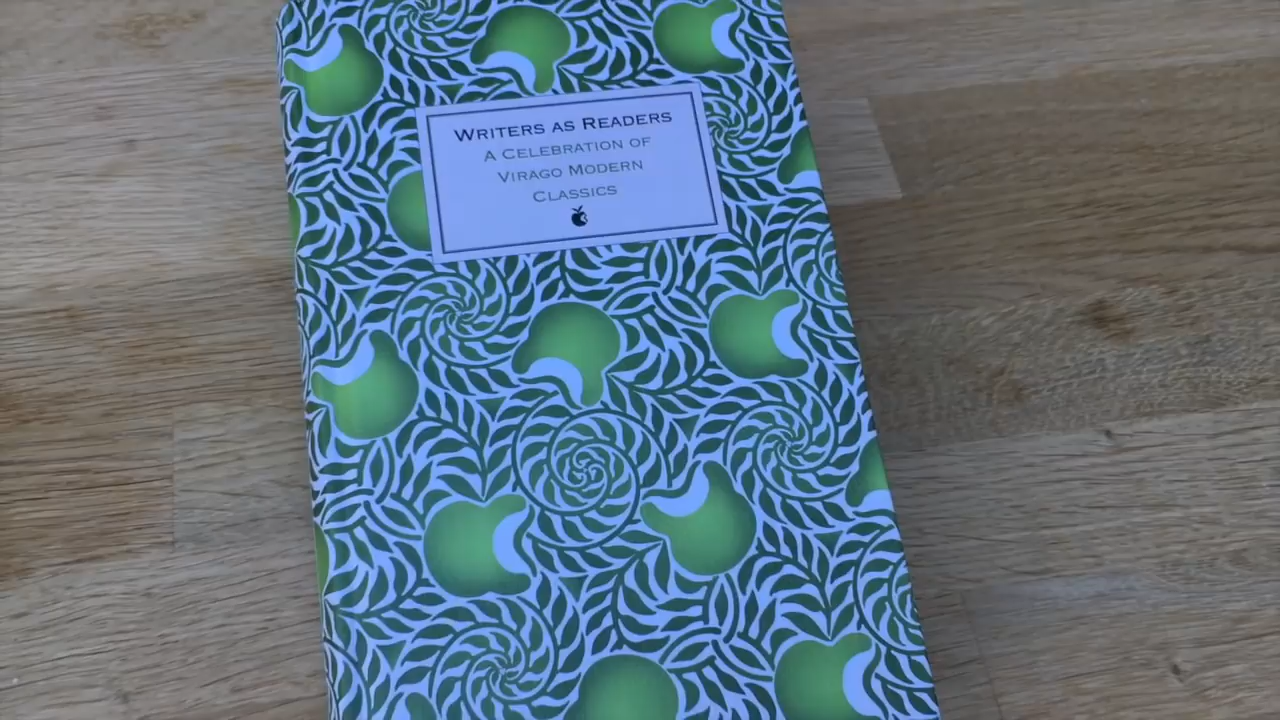 WRITERS AS READERS
A CELEBRATION OF
VIRAGO MODERN
CLASSICS